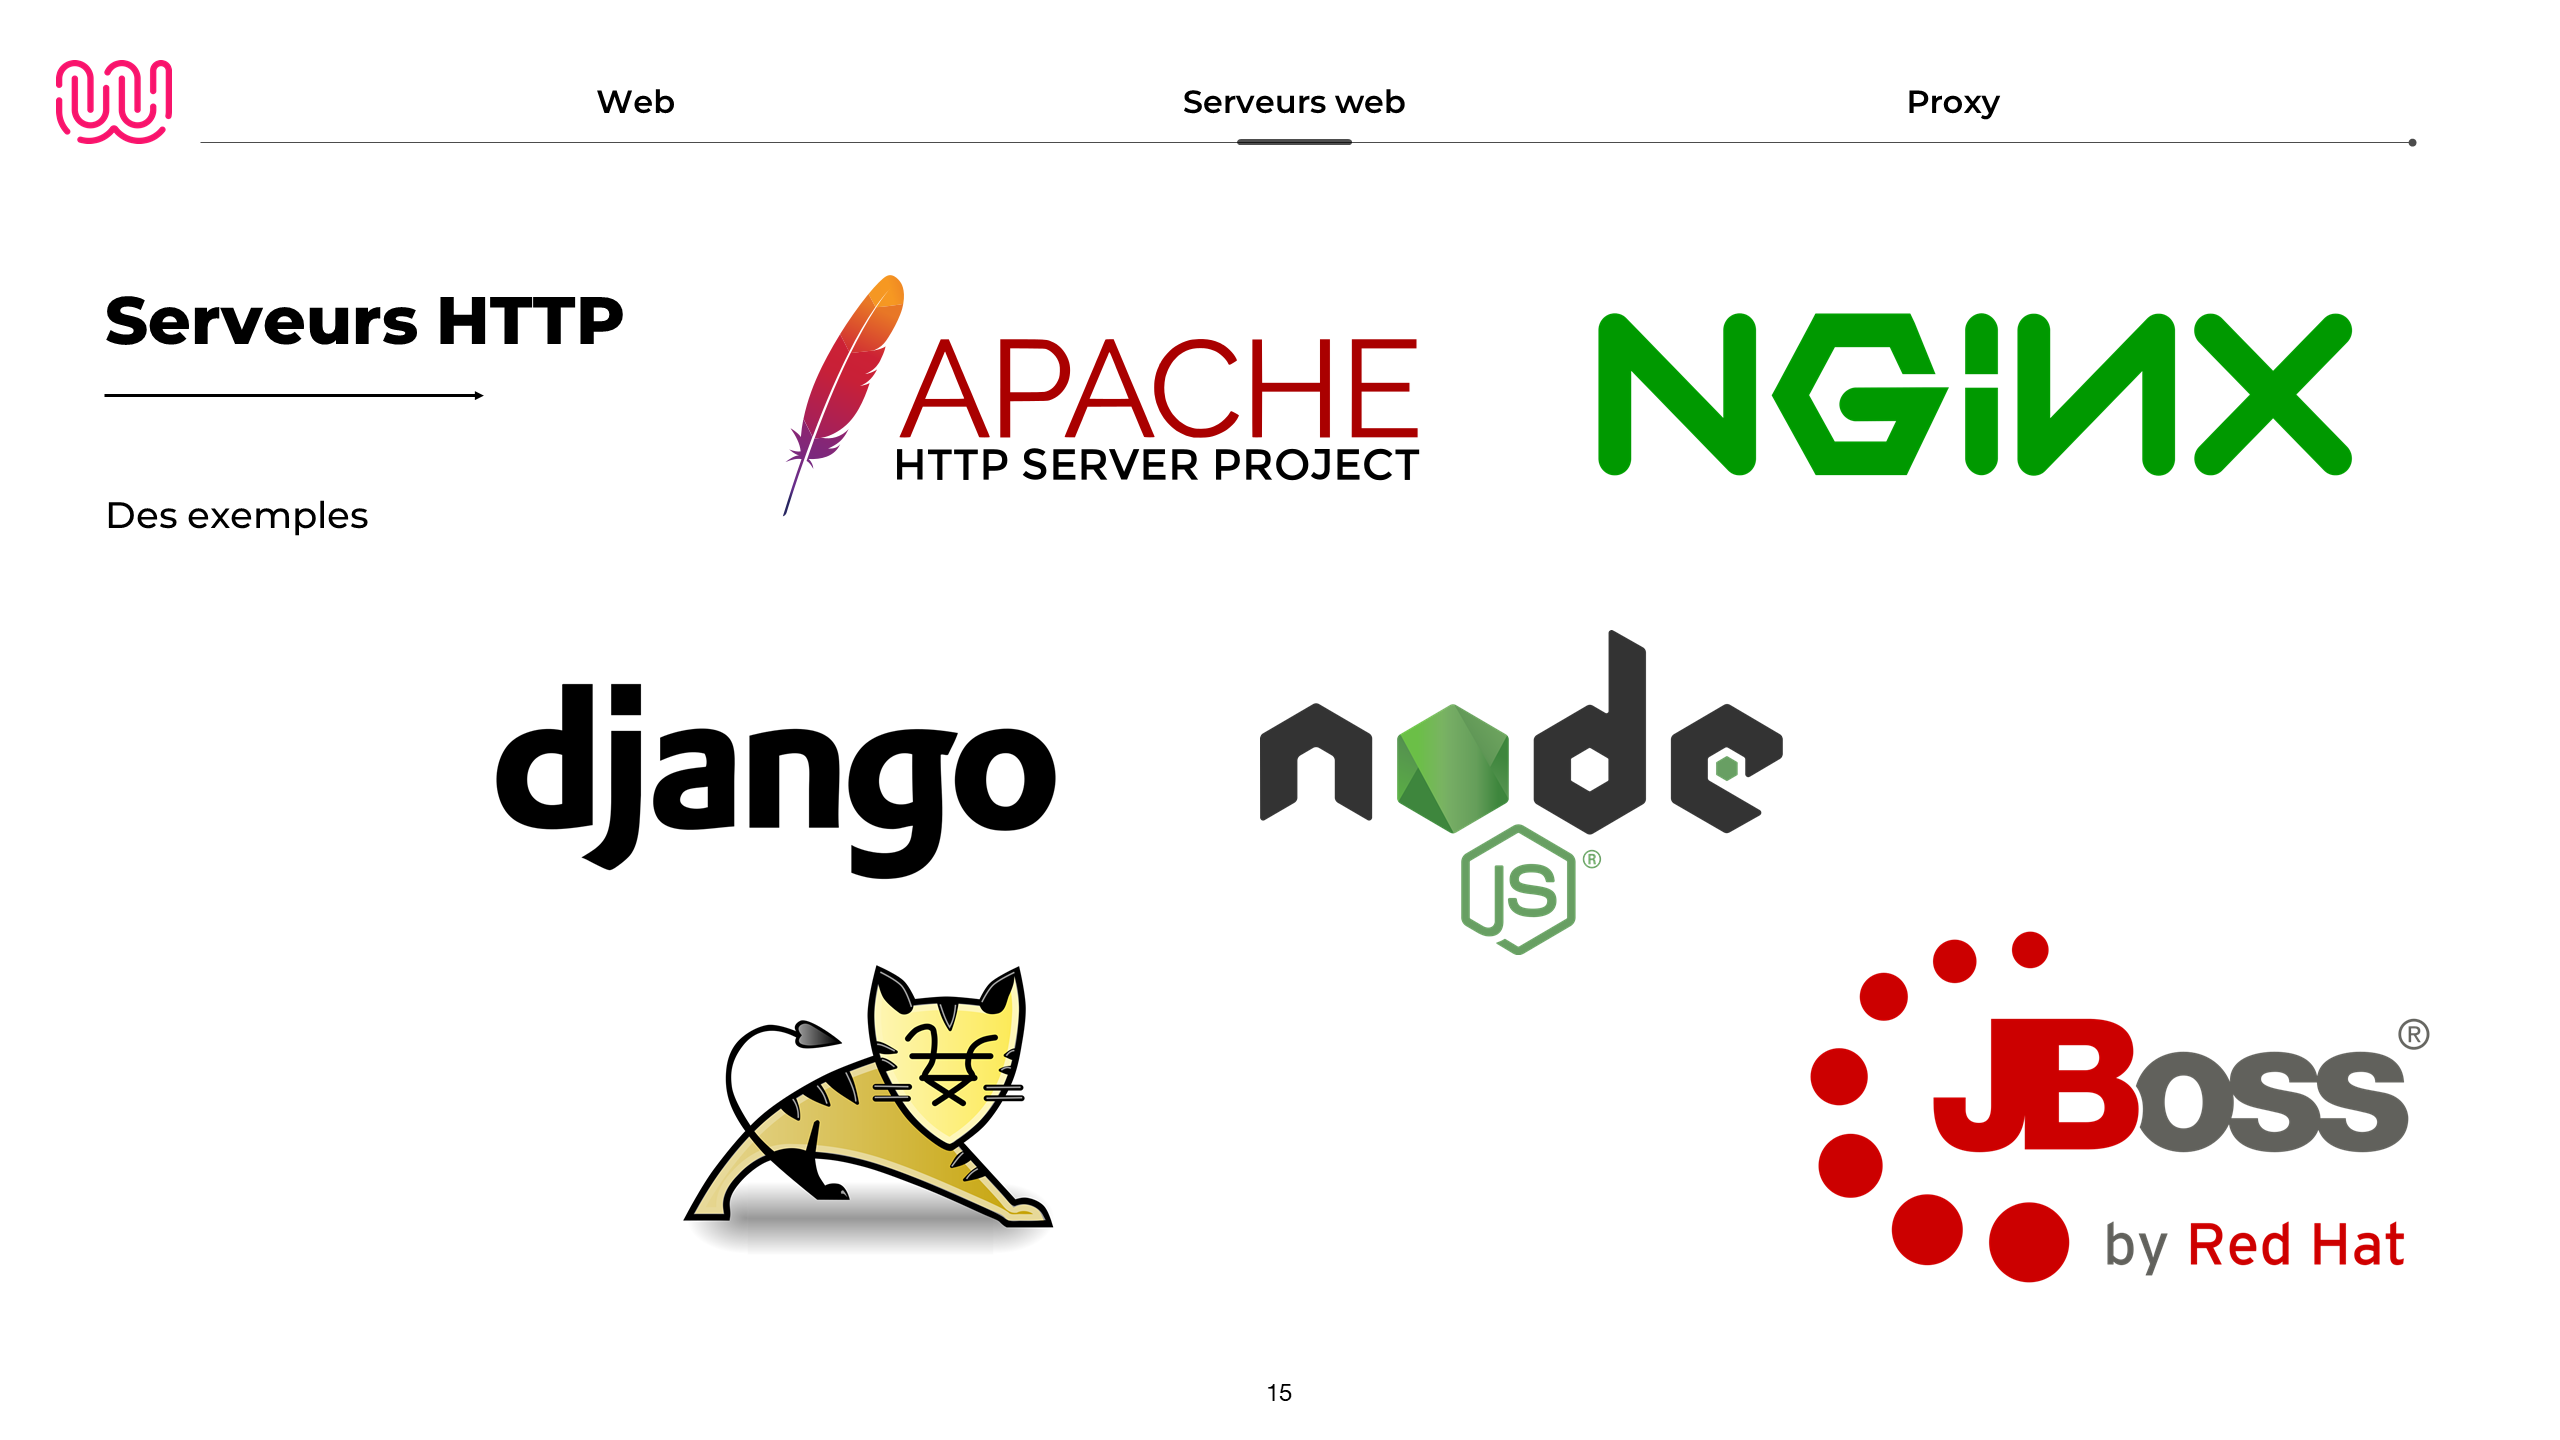 Web
Serveurs web
Proxy
Serveurs HTTP
Des exemples
APACHE
HTTP SERVER PROJECT
NGiNX
django
node
JS®
JBoss®
by Red Hat
15